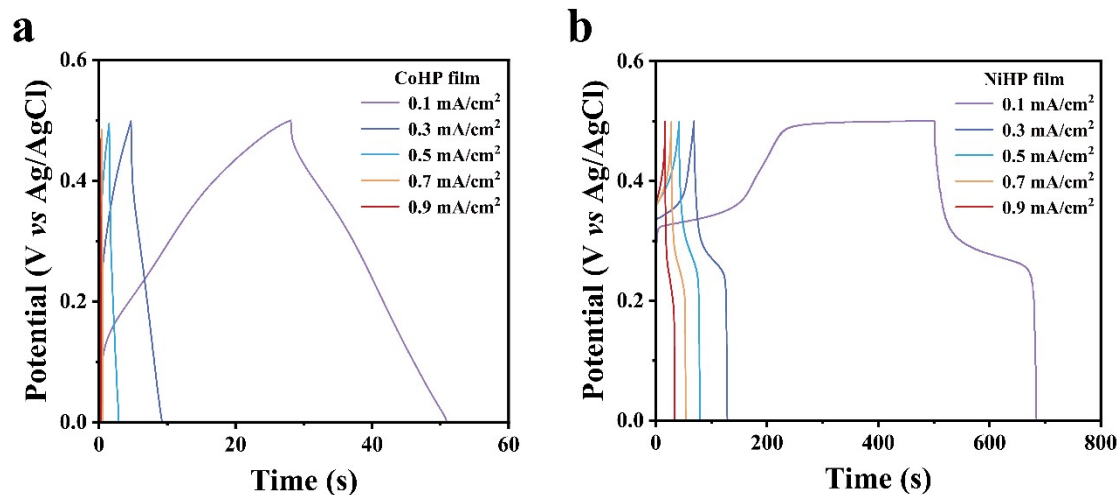 a
0.6
0.4
0.2
0.0
Potential (V vs Ag/AgCl)
CoHP film
0.1 mA/cm²
0.3 mA/cm²
0.5 mA/cm²
0.7 mA/cm²
0.9 mA/cm²
0 20 40 60
Time (s)
b
0.6
0.4
0.2
0.0
Potential (V vs Ag/AgCl)
NiHP film
0.1 mA/cm²
0.3 mA/cm²
0.5 mA/cm²
0.7 mA/cm²
0.9 mA/cm²
0 200 400 600 800
Time (s)